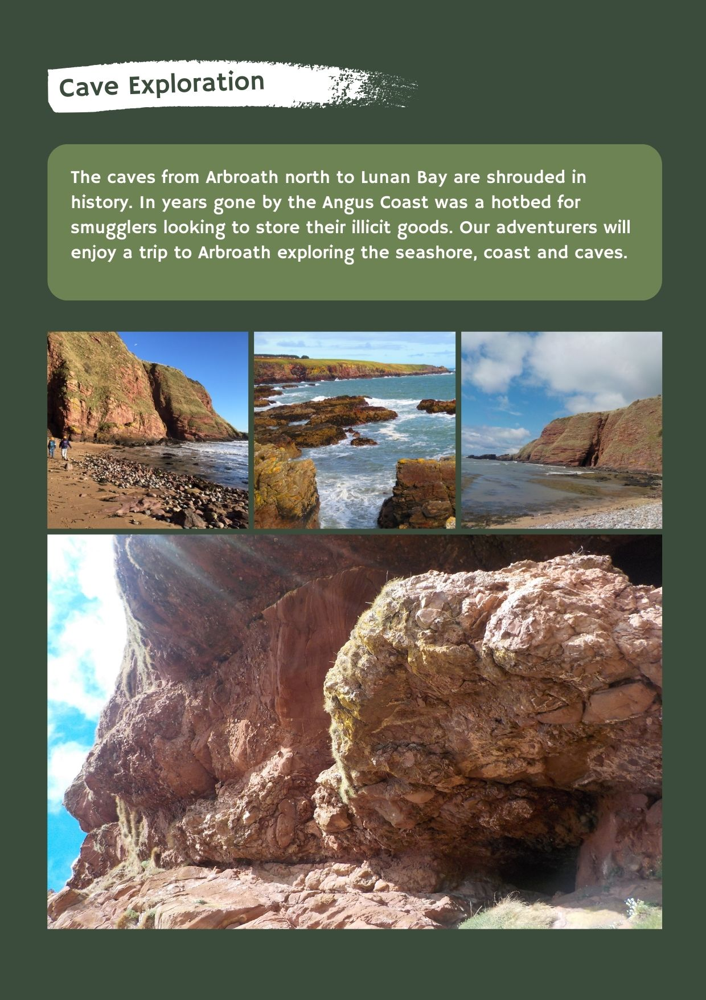 Cave Exploration
The caves from Arbroath north to Lunan Bay are shrouded in
history. In years gone by the Angus Coast was a hotbed for
smugglers looking to store their illicit goods. Our adventurers will
enjoy a trip to Arbroath exploring the seashore, coast and caves.